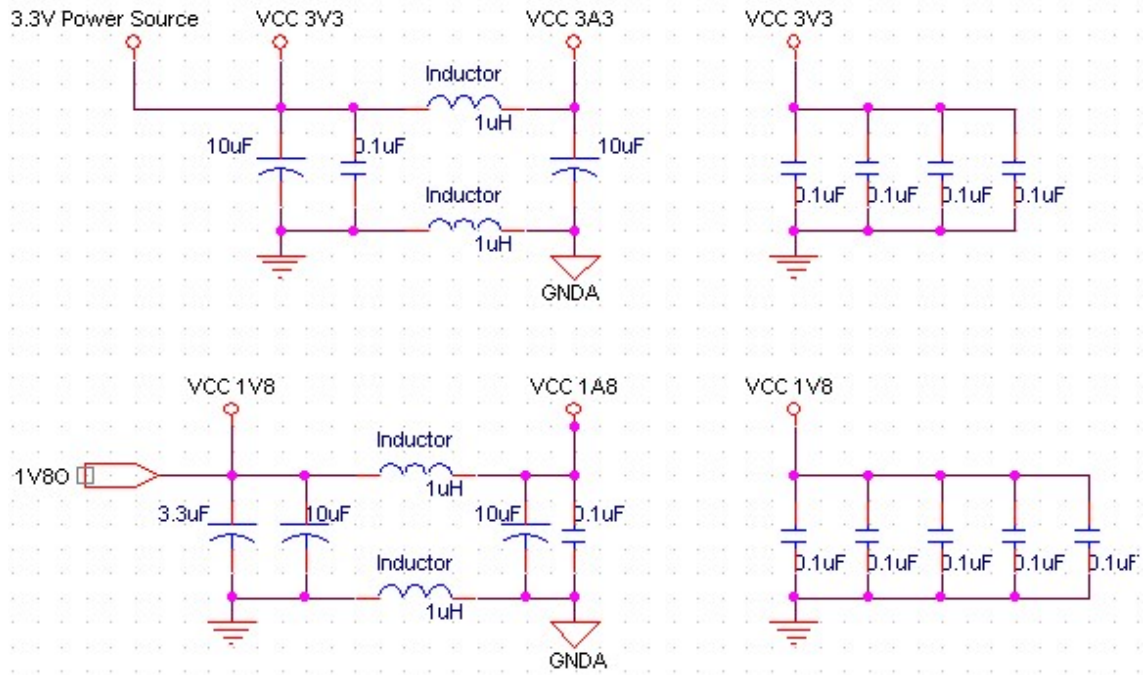 3.3V Power Source
VCC 3V3
VCC 3A3
VCC 3V3
Inductor
1uH
10uF
0.1uF
10uF
Inductor
1uH
0.1uF
0.1uF
0.1uF
0.1uF
GNDA
VCC 1V8
VCC 1A8
VCC 1V8
Inductor
1V8O
1uH
3.3uF
10uF
10uF
0.1uF
Inductor
1uH
0.1uF
0.1uF
0.1uF
0.1uF
0.1uF
GNDA